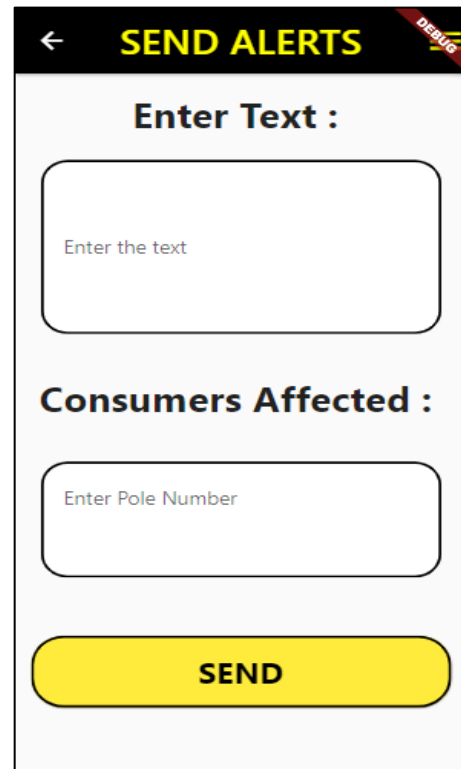 SEND ALERTS
DEBUG
Enter Text :
Enter the text
Consumers Affected :
Enter Pole Number
SEND